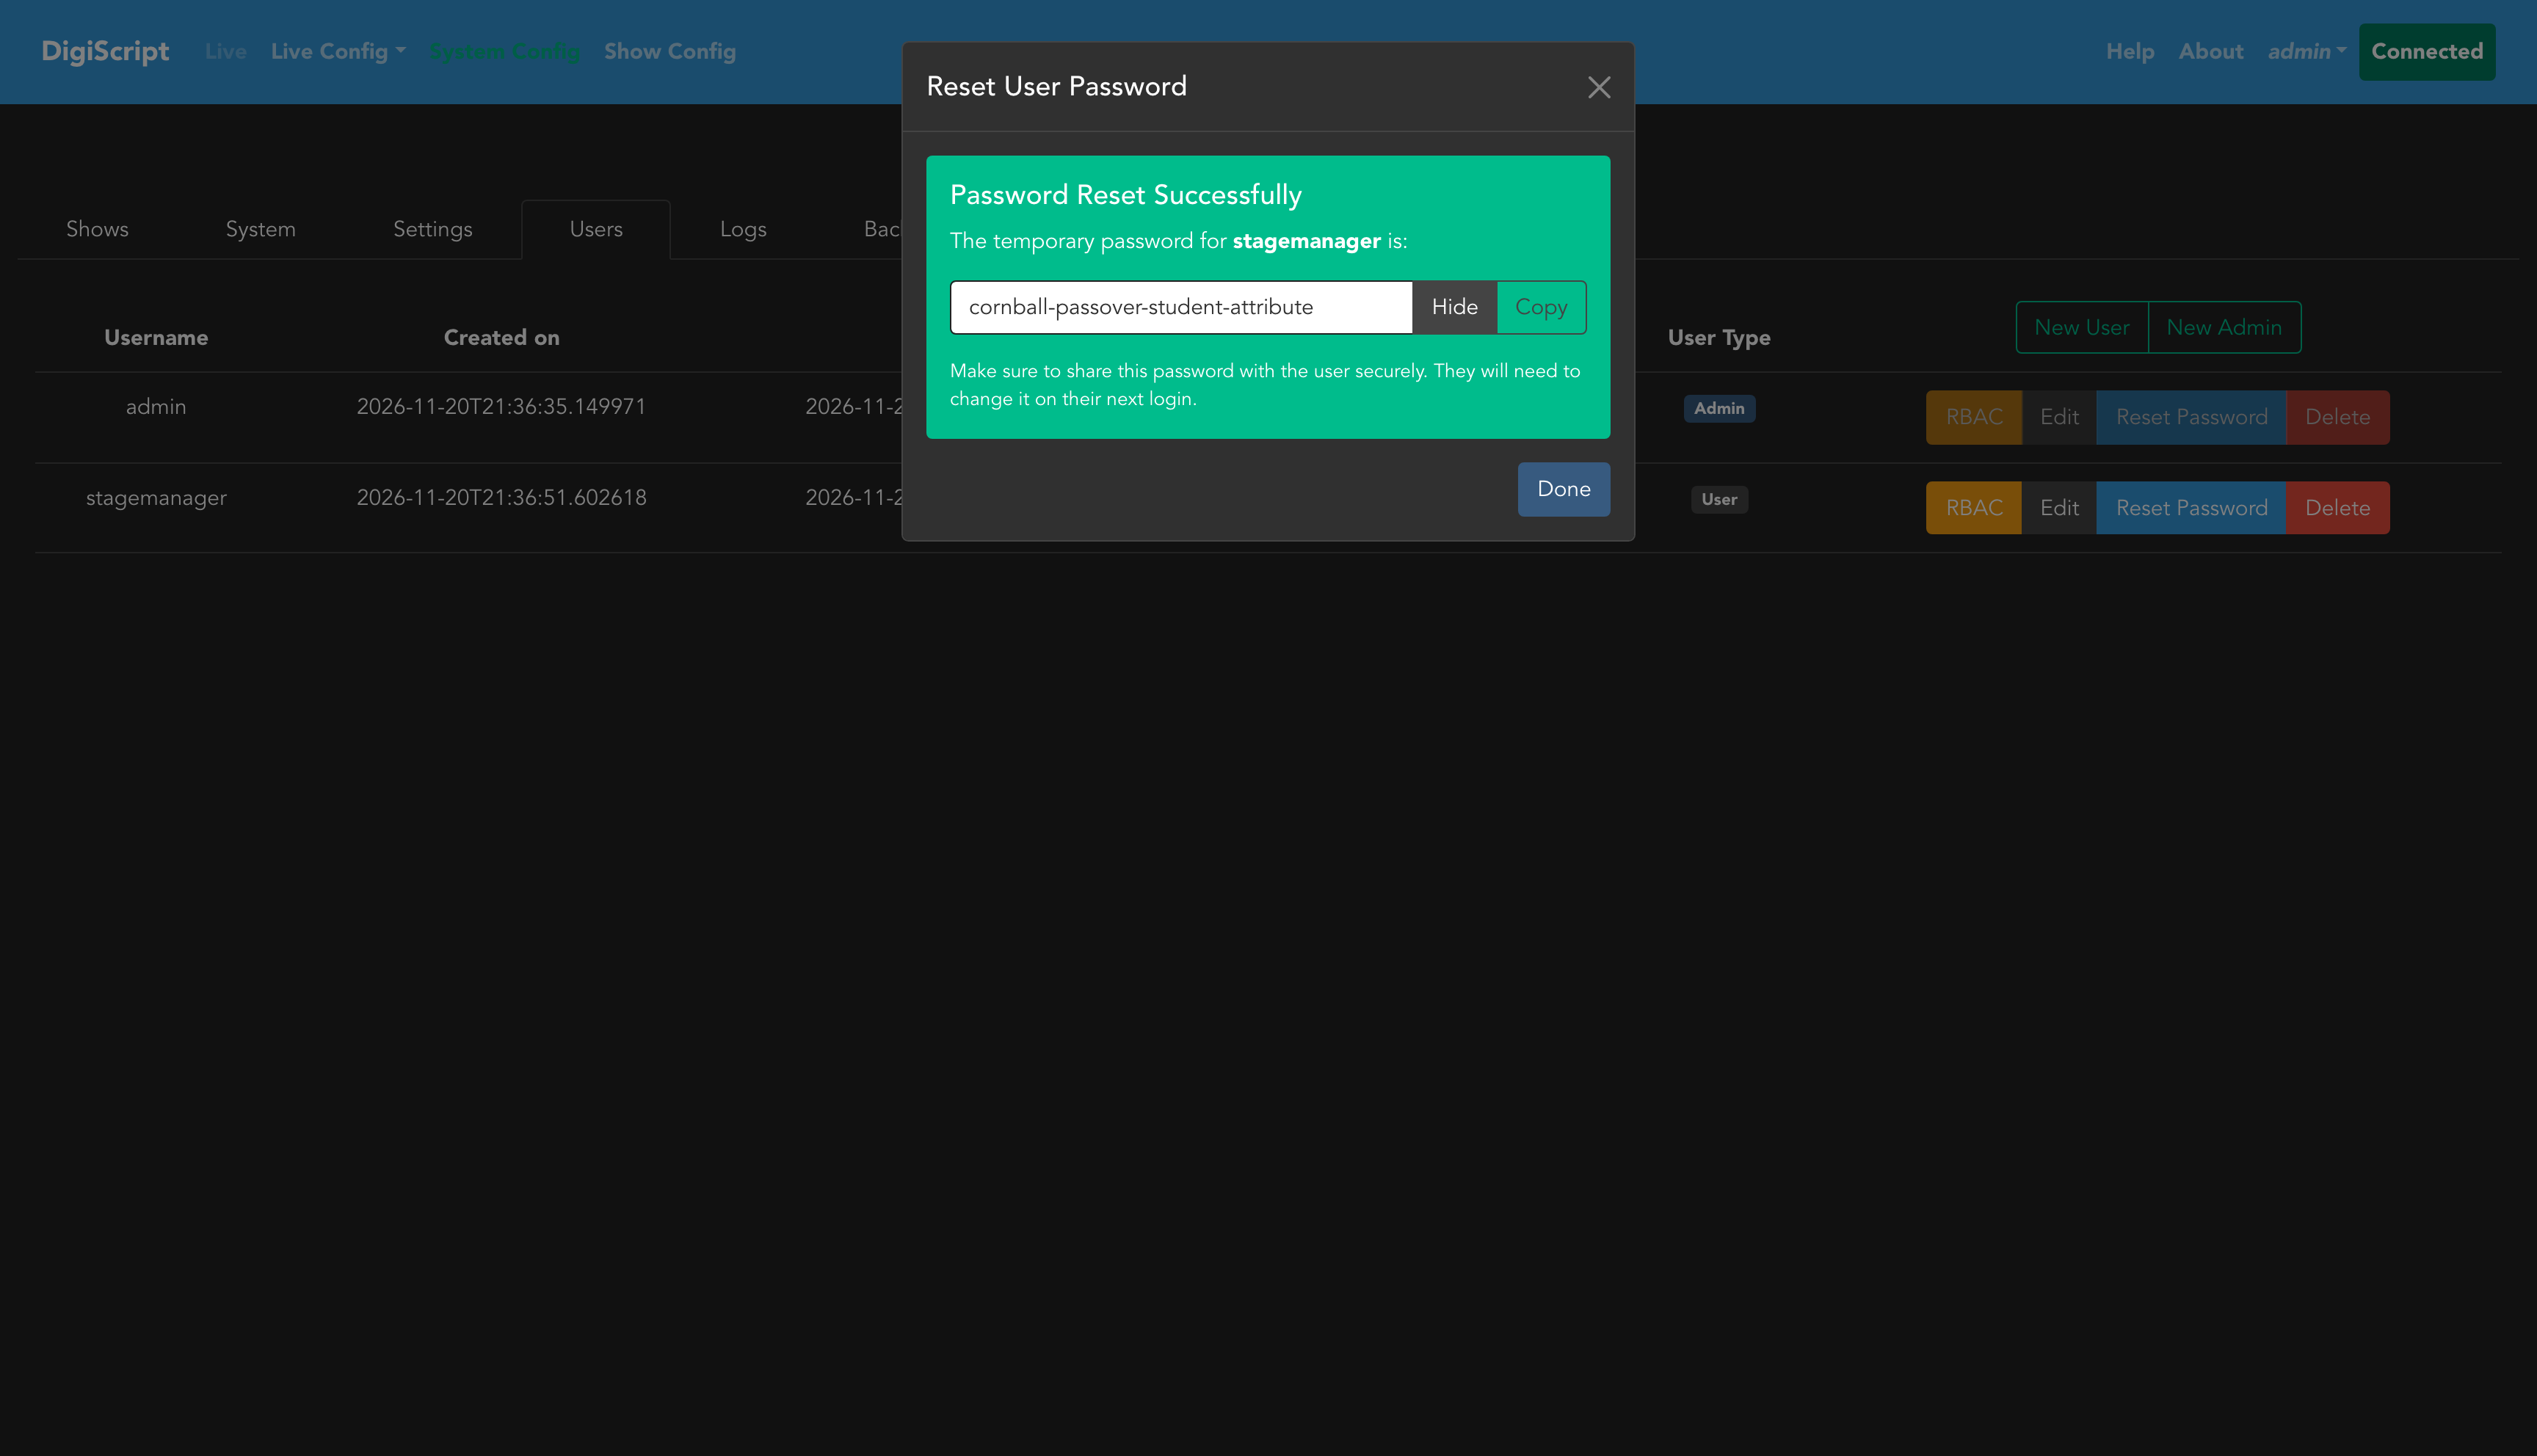 DigiScript Live Live Config System Config Show Config Help About admin Connected
Reset User Password
Password Reset Successfully
The temporary password for stagemanager is:
cornball-passover-student-attribute Hide Copy
Make sure to share this password with the user securely. They will need to
change it on their next login.
Done
Shows System Settings Users Logs
Username Created on User Type New User New Admin
admin 2026-11-20T21:36:35.149971 2026-11-2 Admin RBAC Edit Reset Password Delete
stagemanager 2026-11-20T21:36:51.602618 2026-11-2 User RBAC Edit Reset Password Delete